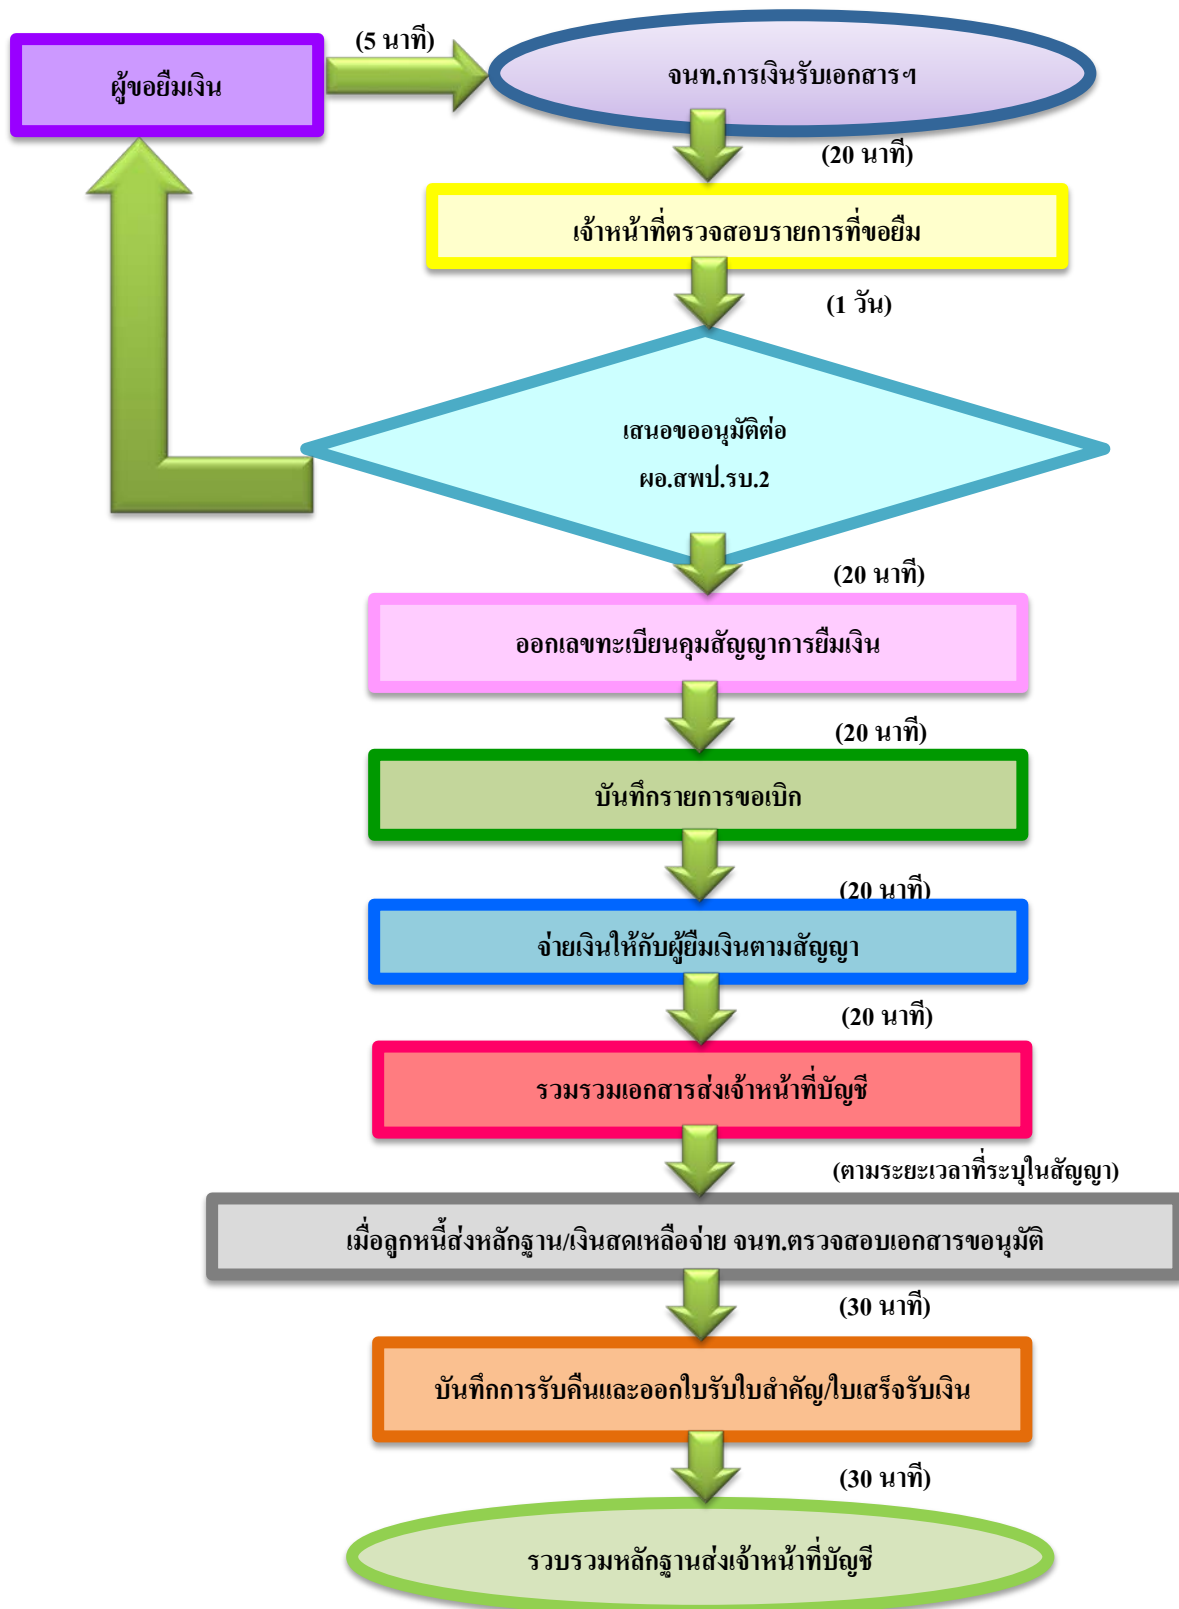 (5 นาที)
ผู้ขอยืมเงิน
จนท.การเงินรับเอกสารฯ
(20 นาที)
เจ้าหน้าที่ตรวจสอบรายการที่ขอยืม
(1 วัน)
เสนอขออนุมัติต่อ
ผอ.สพป.รบ.2
(20 นาที)
ออกเลขทะเบียนคุมสัญญาการยืมเงิน
(20 นาที)
บันทึกรายการขอเบิก
(20 นาที)
จ่ายเงินให้กับผู้ยืมเงินตามสัญญา
(20 นาที)
รวมรวมเอกสารส่งเจ้าหน้าที่บัญชี
(ตามระยะเวลาที่ระบุในสัญญา)
เมื่อลูกหนี้ส่งหลักฐาน/เงินสดเหลือจ่าย จนท.ตรวจสอบเอกสารขอนุมัติ
(30 นาที)
บันทึกการรับคืนและออกใบรับใบสำคัญ/ใบเสร็จรับเงิน
(30 นาที)
รวบรวมหลักฐานส่งเจ้าหน้าที่บัญชี